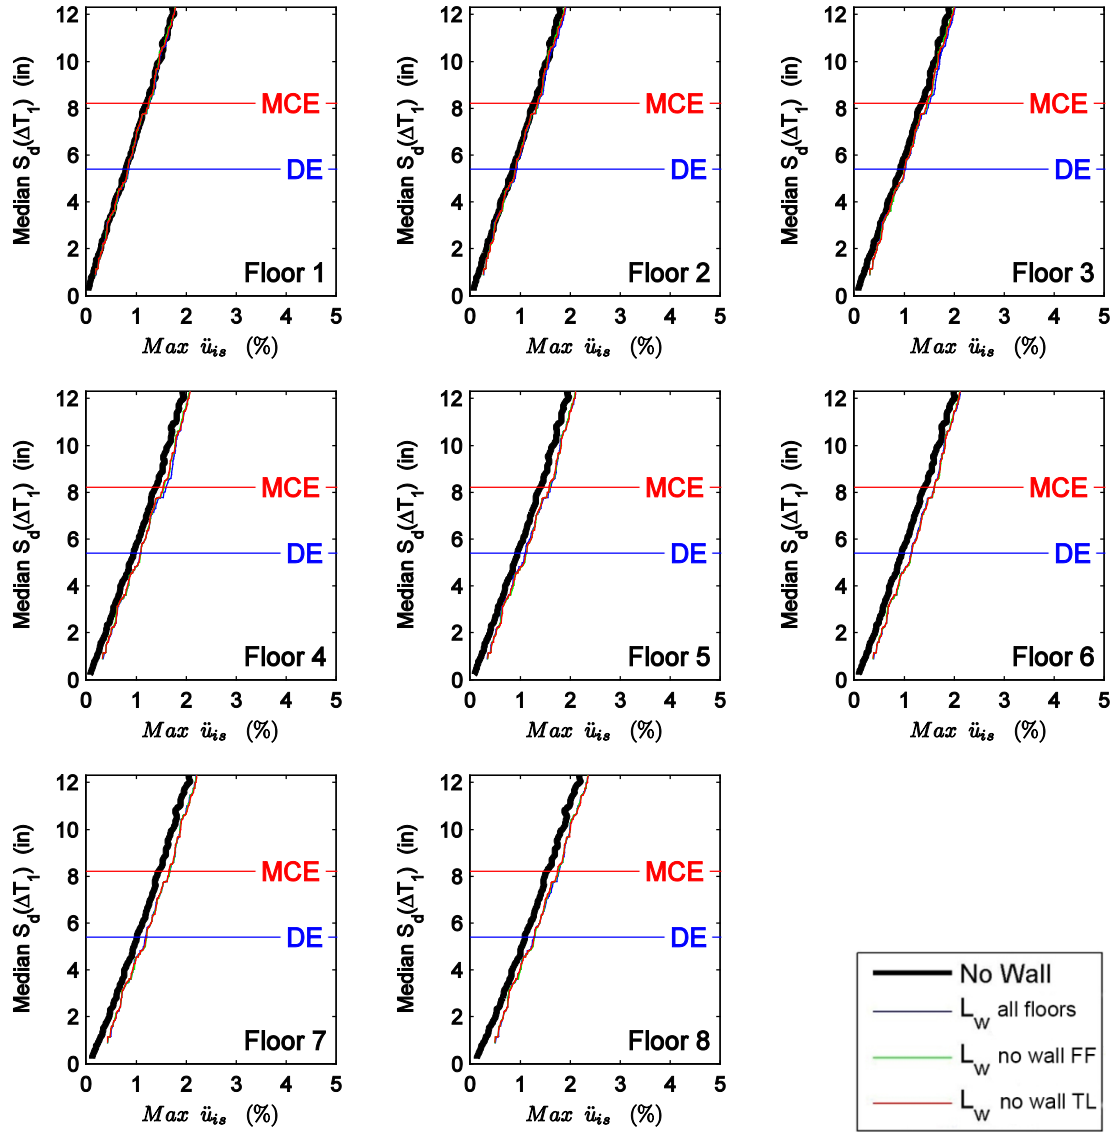 Median S_d(ΔT_1) (in)
12
10
8
6
4
2
0
MCE
DE
Floor 1
0 1 2 3 4 5
Max ü_is (%)
Median S_d(ΔT_1) (in)
12
10
8
6
4
2
0
MCE
DE
Floor 2
0 1 2 3 4 5
Max ü_is (%)
Median S_d(ΔT_1) (in)
12
10
8
6
4
2
0
MCE
DE
Floor 3
0 1 2 3 4 5
Max ü_is (%)
Median S_d(ΔT_1) (in)
12
10
8
6
4
2
0
MCE
DE
Floor 4
0 1 2 3 4 5
Max ü_is (%)
Median S_d(ΔT_1) (in)
12
10
8
6
4
2
0
MCE
DE
Floor 5
0 1 2 3 4 5
Max ü_is (%)
Median S_d(ΔT_1) (in)
12
10
8
6
4
2
0
MCE
DE
Floor 6
0 1 2 3 4 5
Max ü_is (%)
Median S_d(ΔT_1) (in)
12
10
8
6
4
2
0
MCE
DE
Floor 7
0 1 2 3 4 5
Max ü_is (%)
Median S_d(ΔT_1) (in)
12
10
8
6
4
2
0
MCE
DE
Floor 8
0 1 2 3 4 5
Max ü_is (%)
No Wall
L_w all floors
L_w no wall FF
L_w no wall TL